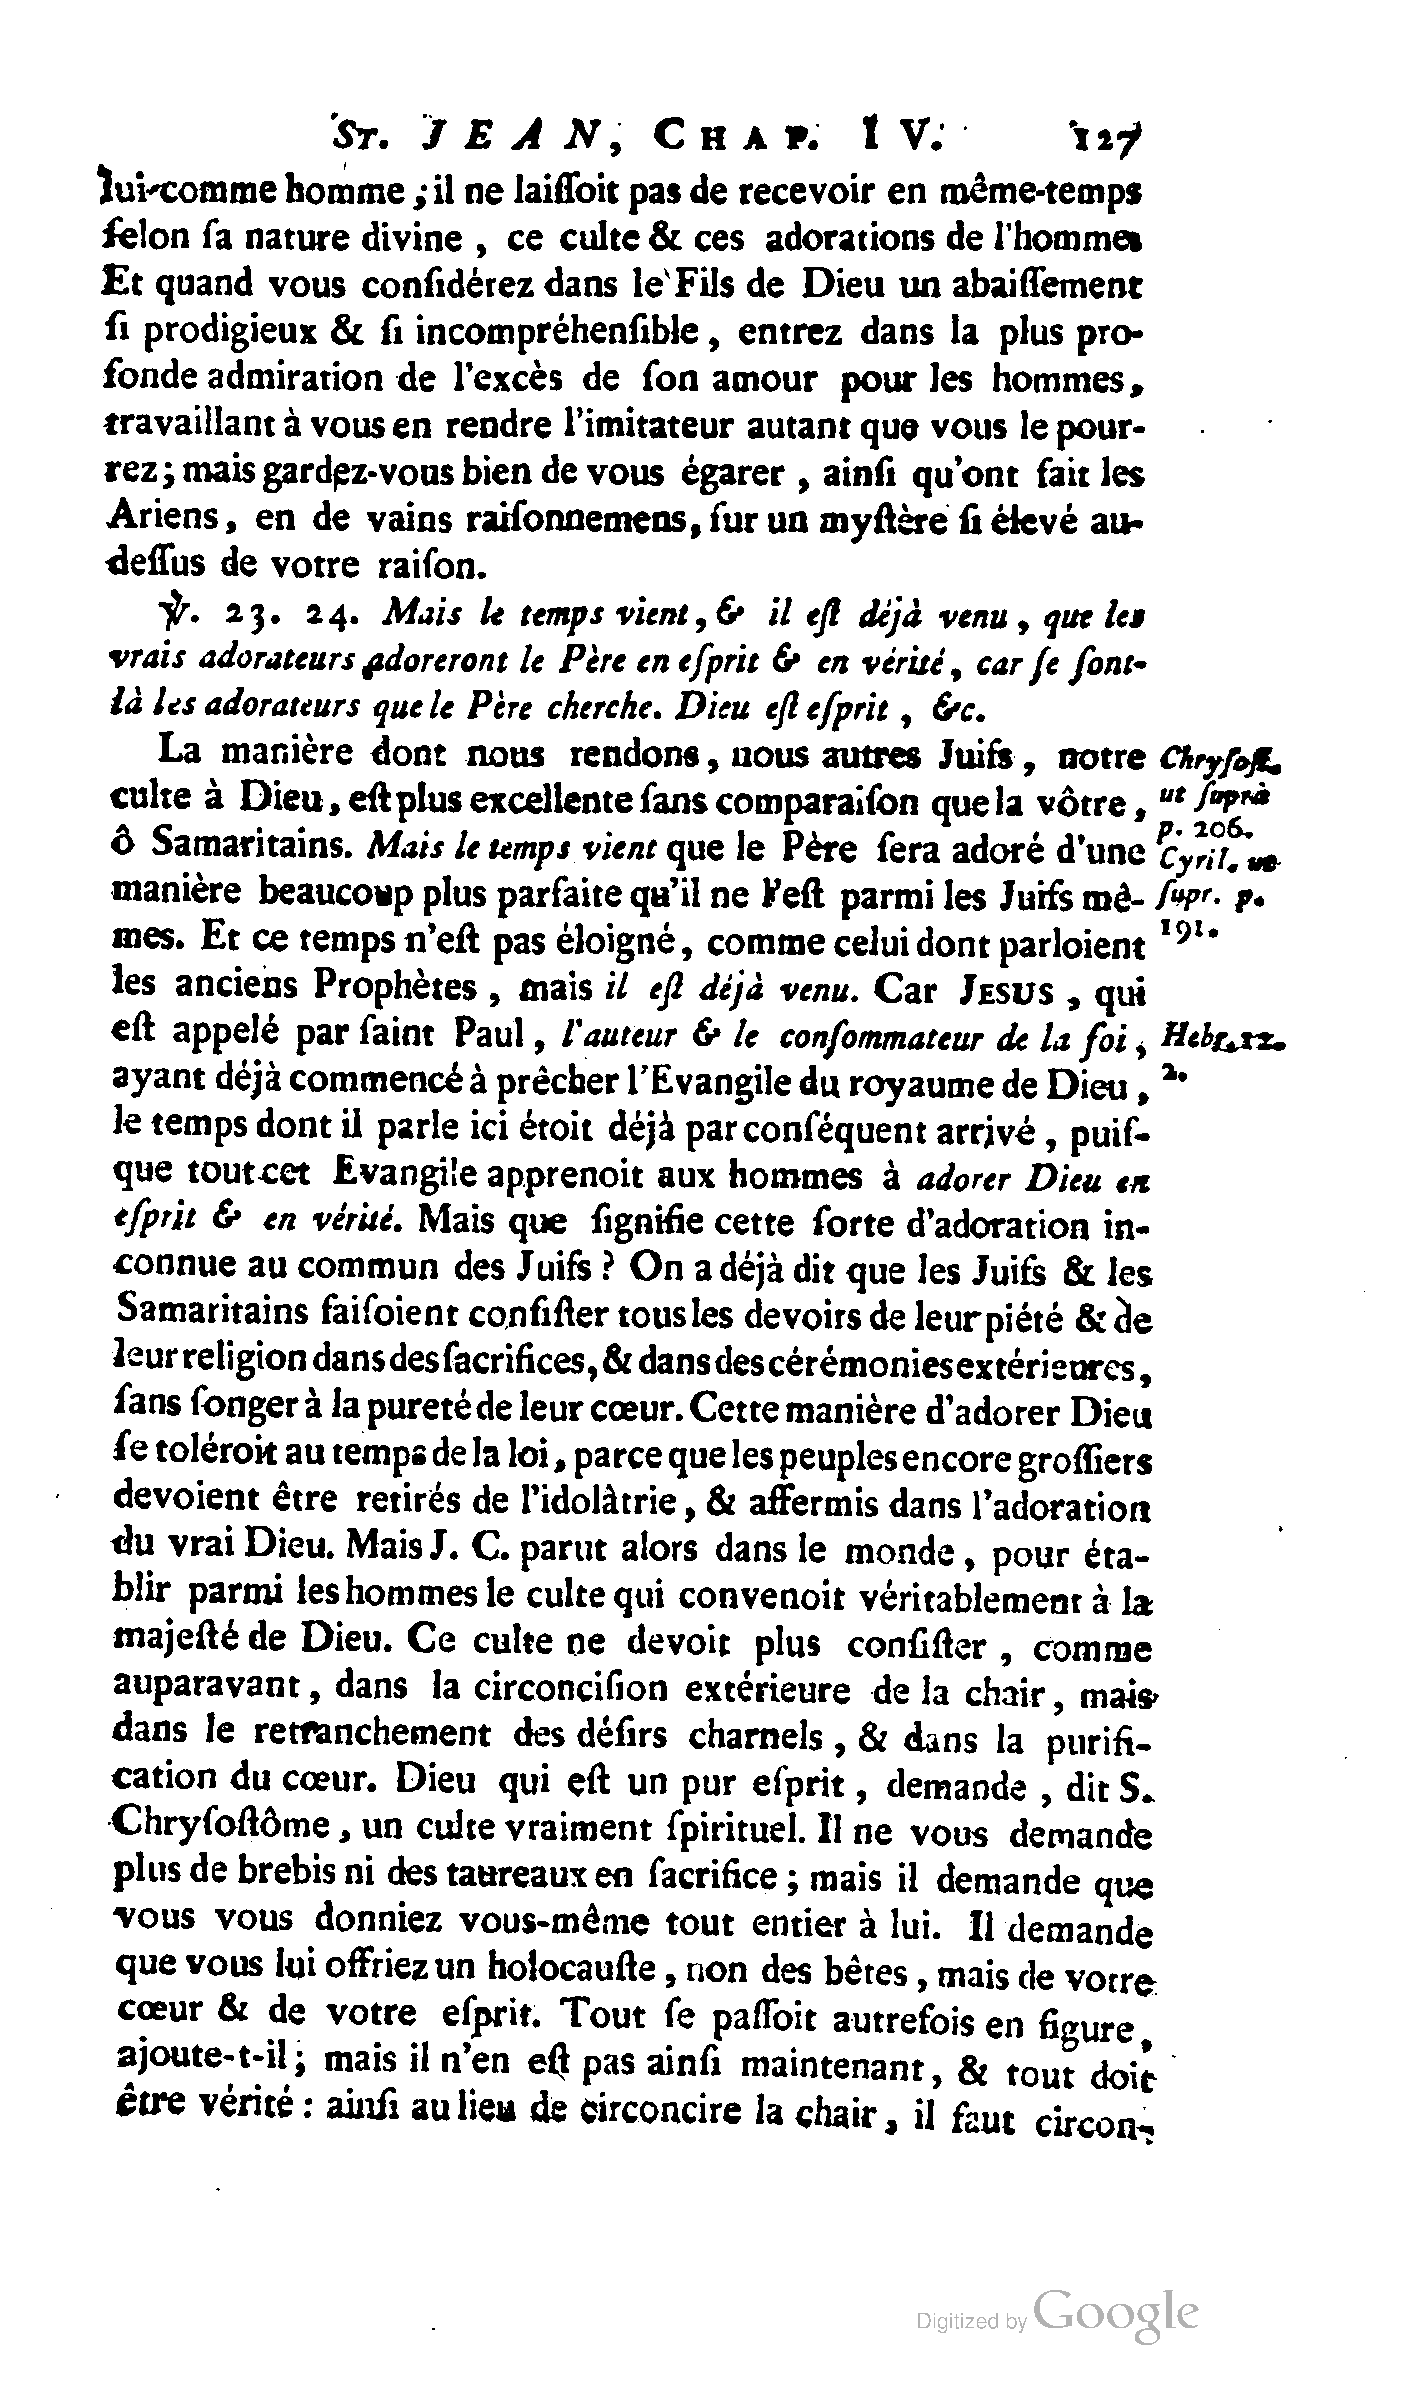 ST. JEAN, CHAP. IV. 127
lui comme homme ; il ne laiſſoit pas de recevoir en même-temps
ſelon ſa nature divine , ce culte & ces adorations de l'homme.
Et quand vous conſidérez dans le Fils de Dieu un abaiſſement
ſi prodigieux & ſi incompréhenſible, entrez dans la plus pro-
fonde admiration de l'excès de ſon amour pour les hommes,
travaillant à vous en rendre l'imitateur autant que vous le pour-
rez ; mais gardez-vous bien de vous égarer , ainſi qu'ont fait les
Ariens, en de vains raiſonnemens, ſur un myſtère ſi élevé au-
deſſus de votre raiſon.
℣. 23. 24. Mais le temps vient, & il eſt déjà venu, que les
vrais adorateurs adoreront le Père en eſprit & en vérité, car ſe ſont-
là les adorateurs que le Père cherche. Dieu eſt eſprit , &c.
La manière dont nous rendons, nous autres Juifs, notre
culte à Dieu, eſt plus excellente ſans comparaiſon que la vôtre,
ô Samaritains. Mais le temps vient que le Père ſera adoré d'une
manière beaucoup plus parfaite qu'il ne l'eſt parmi les Juifs mê-
mes. Et ce temps n'eſt pas éloigné, comme celui dont parloient
les anciens Prophètes , mais il eſt déjà venu. Car JESUS , qui
eſt appelé par ſaint Paul , l'auteur & le conſommateur de la foi,
ayant déjà commencé à prêcher l'Evangile du royaume de Dieu,
le temps dont il parle ici étoit déjà par conſéquent arrivé , puiſ-
que tout cet Evangile apprenoit aux hommes à adorer Dieu en
eſprit & en vérité. Mais que ſignifie cette ſorte d'adoration in-
connue au commun des Juifs ? On a déjà dit que les Juifs & les
Samaritains faiſoient conſiſter tous les devoirs de leur piété & de
leur religion dans des ſacrifices, & dans des cérémonies extérieures,
ſans ſonger à la pureté de leur cœur. Cette manière d'adorer Dieu
ſe toléroit au temps de la loi, parce que les peuples encore groſſiers
devoient être retirés de l'idolâtrie, & affermis dans l'adoration
du vrai Dieu. Mais J. C. parut alors dans le monde, pour éta-
blir parmi les hommes le culte qui convenoit véritablement à la
majeſté de Dieu. Ce culte ne devoit plus conſiſter , comme
auparavant, dans la circonciſion extérieure de la chair, mais
dans le retranchement des déſirs charnels , & dans la purifi-
cation du cœur. Dieu qui eſt un pur eſprit , demande , dit S.
Chryſoſtôme, un culte vraiment ſpirituel. Il ne vous demande
plus de brebis ni des taureaux en ſacrifice ; mais il demande que
vous vous donniez vous-même tout entier à lui. Il demande
que vous lui offriez un holocauſte , non des bêtes , mais de votre
cœur & de votre eſprit. Tout ſe paſſoit autrefois en figure,
ajoute-t-il ; mais il n'en eſt pas ainſi maintenant, & tout doit
être vérité : ainſi au lieu de circoncire la chair, il faut circon-
Chryſoſt.
ut ſuprà
p. 206.
Cyril. ut
ſupr. p.
191.
Hebr. 12.
2.
Digitized by Google